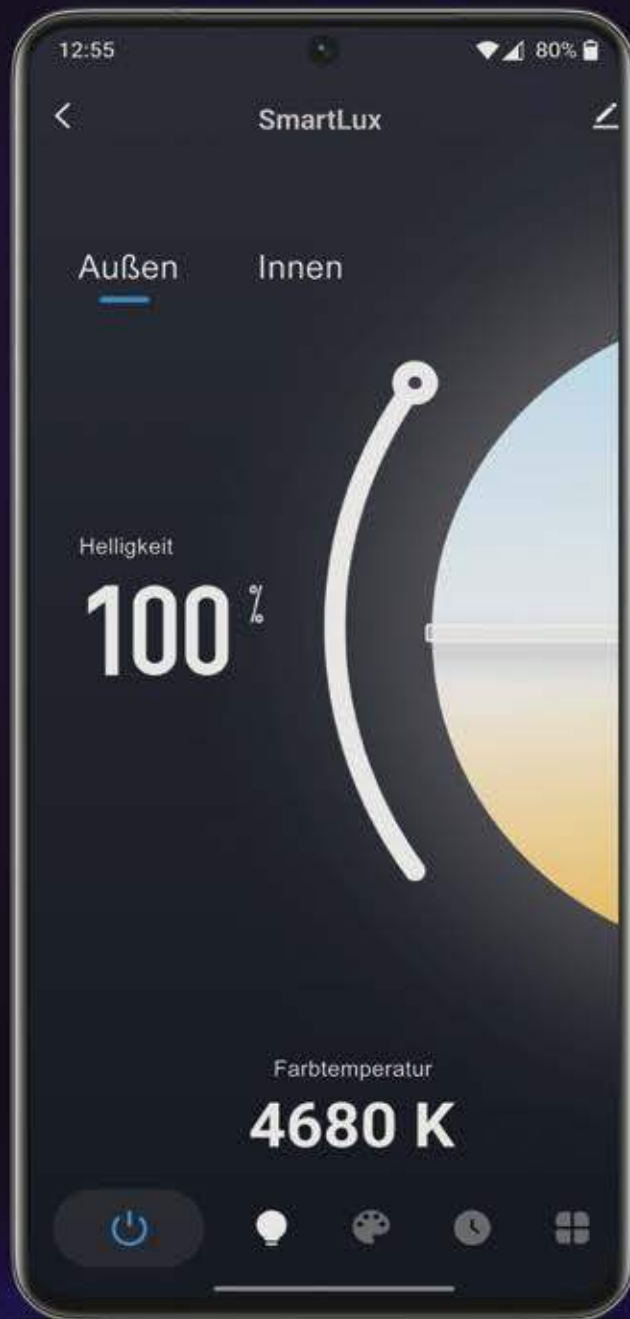 12:55
80%
SmartLux
Außen
Innen
Helligkeit
100 %
Farbtemperatur
4680 K